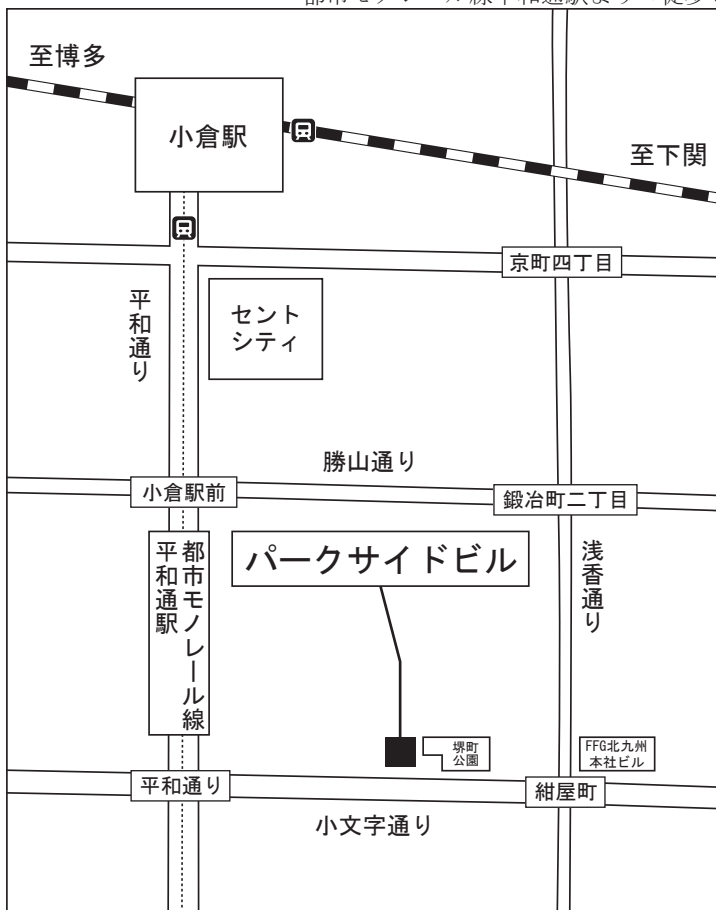 至博多
小倉駅
至下関
京町四丁目
平和通り
セント
シティ
勝山通り
小倉駅前
鍛冶町二丁目
都市モノレール線
平和通駅
パークサイドビル
浅香通り
堺町
公園
FFG北九州
本社ビル
平和通り
紺屋町
小文字通り